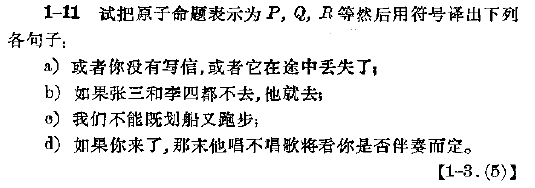 1-11 试把原子命题表示为 P, Q, R 等然后用符号译出下列
各句子:
a) 或者你没有写信,或者它在途中丢失了;
b) 如果张三和李四都不去,他就去;
c) 我们不能既划船又跑步;
d) 如果你来了,那末他唱不唱歌将看你是否伴奏而定。
【1-3.(5)】